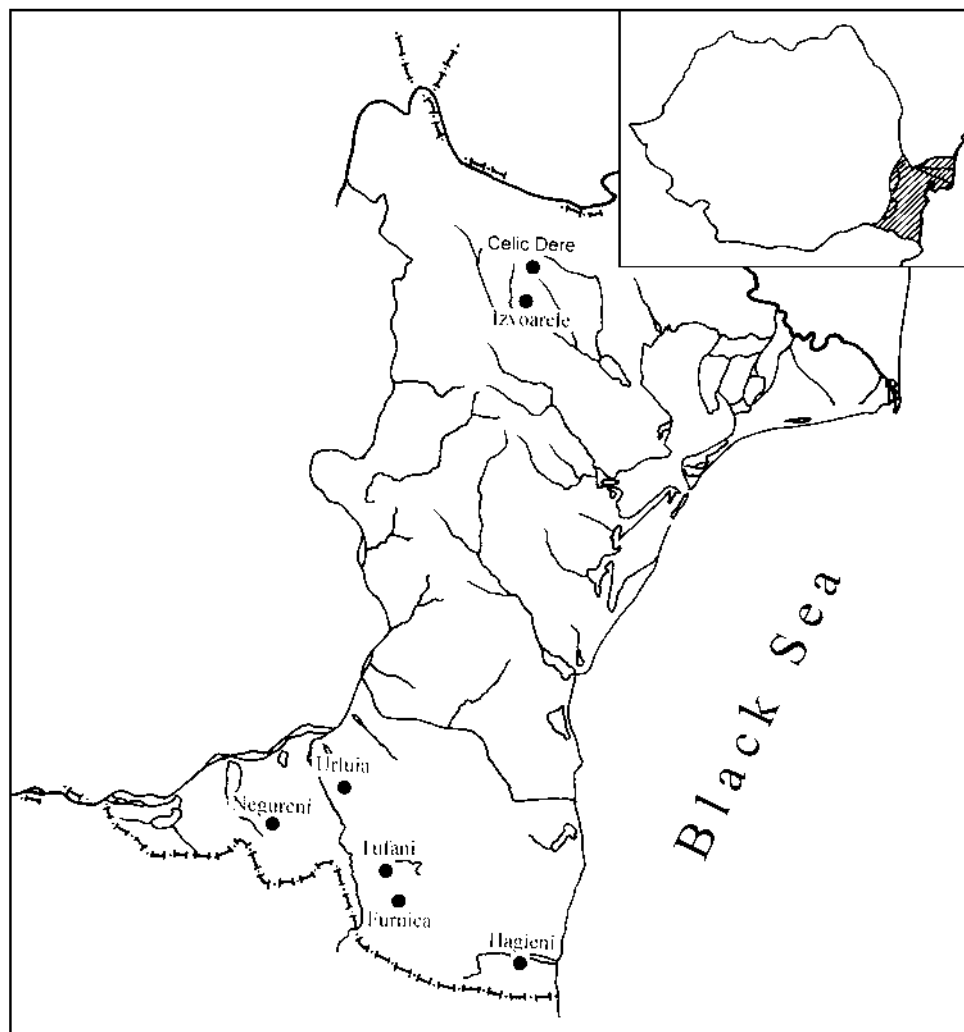 Celic Dere
Izvoarele
Black Sea
Urluia
Negureni
Tufani
Furnica
Hagieni